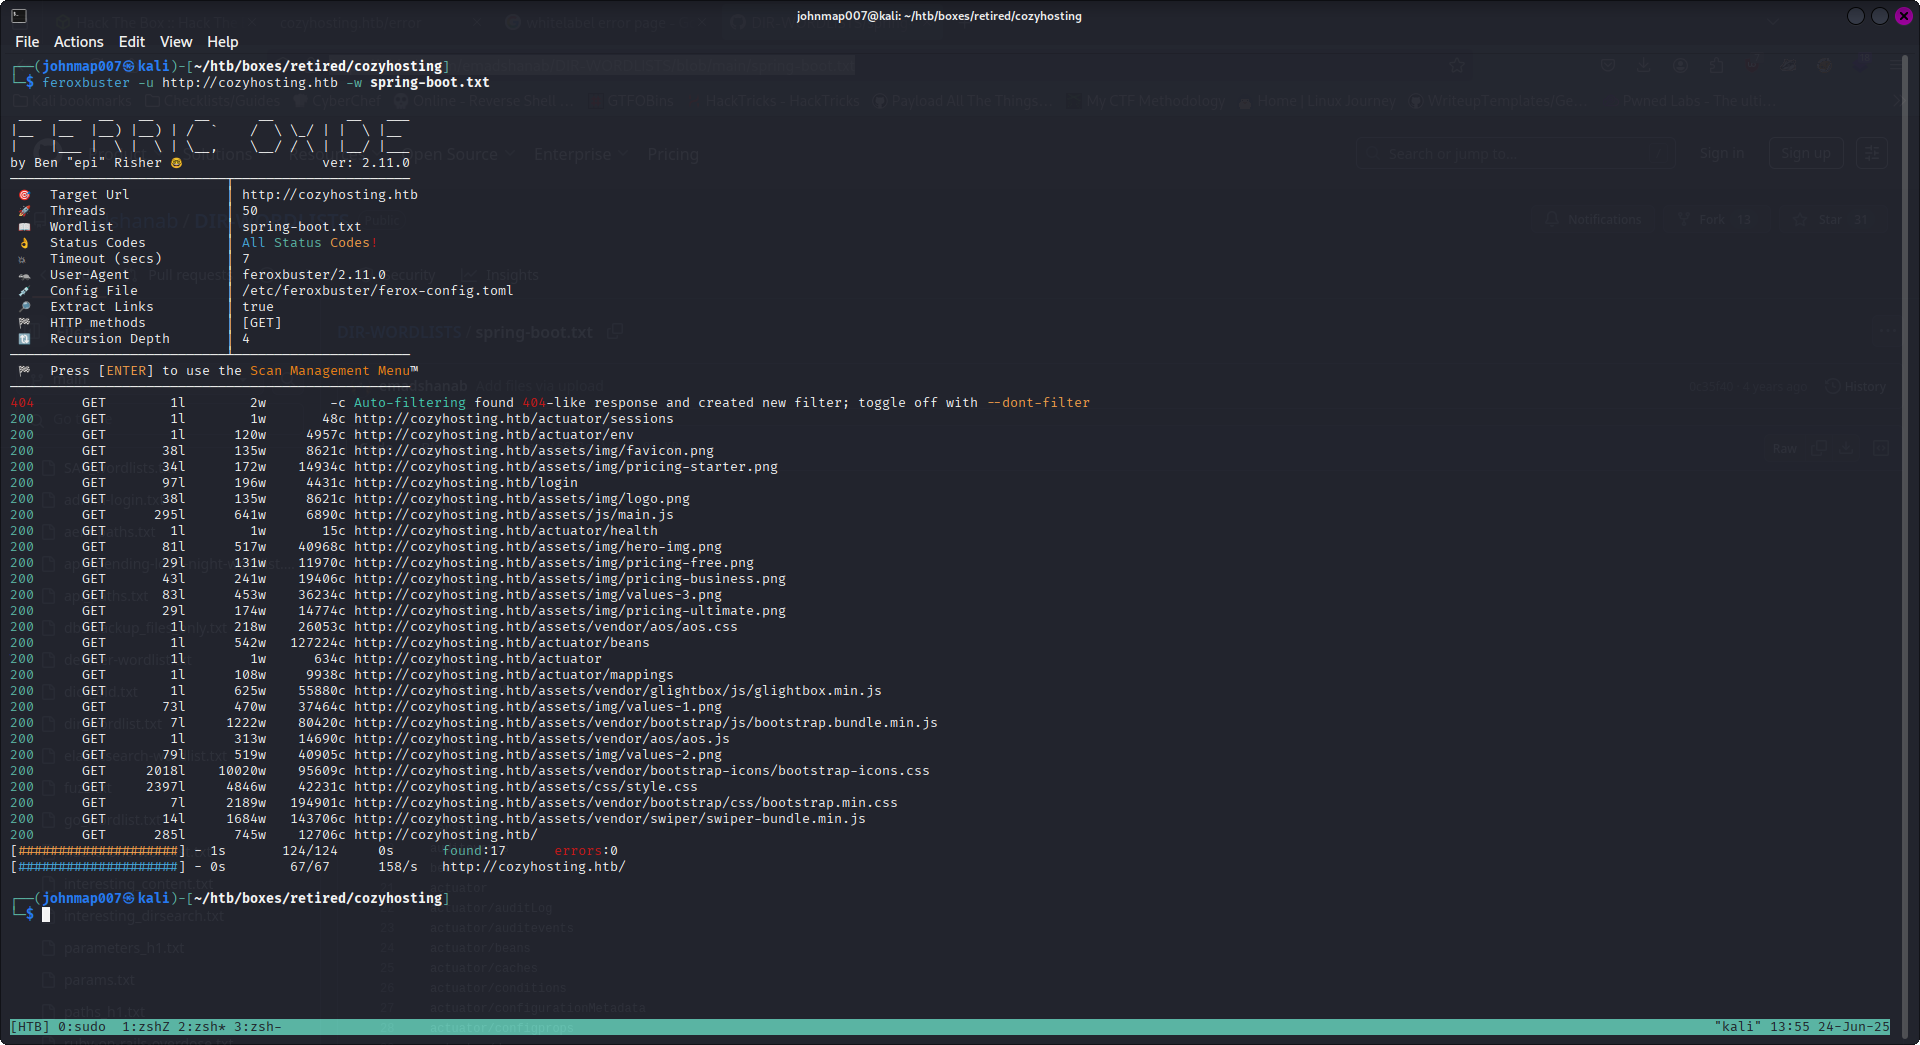 johnmap007@kali: ~/htb/boxes/retired/cozyhosting
File Actions Edit View Help
┌──(johnmap007㉿kali)-[~/htb/boxes/retired/cozyhosting]
└─$ feroxbuster -u http://cozyhosting.htb -w spring-boot.txt
FERRIC OXIDE
by Ben "epi" Risher 🤓 ver: 2.11.0
🎯 Target Url │ http://cozyhosting.htb
🚀 Threads │ 50
📖 Wordlist │ spring-boot.txt
👌 Status Codes │ All Status Codes!
💥 Timeout (secs) │ 7
🦡 User-Agent │ feroxbuster/2.11.0
💉 Config File │ /etc/feroxbuster/ferox-config.toml
🔎 Extract Links │ true
🏁 HTTP methods │ [GET]
🔃 Recursion Depth │ 4
🏁 Press [ENTER] to use the Scan Management Menu™
404 GET 1l 2w -c Auto-filtering found 404-like response and created new filter; toggle off with --dont-filter
200 GET 1l 1w 48c http://cozyhosting.htb/actuator/sessions
200 GET 1l 120w 4957c http://cozyhosting.htb/actuator/env
200 GET 38l 135w 8621c http://cozyhosting.htb/assets/img/favicon.png
200 GET 34l 172w 14934c http://cozyhosting.htb/assets/img/pricing-starter.png
200 GET 97l 196w 4431c http://cozyhosting.htb/login
200 GET 38l 135w 8621c http://cozyhosting.htb/assets/img/logo.png
200 GET 295l 641w 6890c http://cozyhosting.htb/assets/js/main.js
200 GET 1l 1w 15c http://cozyhosting.htb/actuator/health
200 GET 81l 517w 40968c http://cozyhosting.htb/assets/img/hero-img.png
200 GET 29l 131w 11970c http://cozyhosting.htb/assets/img/pricing-free.png
200 GET 43l 241w 19406c http://cozyhosting.htb/assets/img/pricing-business.png
200 GET 83l 453w 36234c http://cozyhosting.htb/assets/img/values-3.png
200 GET 29l 174w 14774c http://cozyhosting.htb/assets/img/pricing-ultimate.png
200 GET 1l 218w 26053c http://cozyhosting.htb/assets/vendor/aos/aos.css
200 GET 1l 542w 127224c http://cozyhosting.htb/actuator/beans
200 GET 1l 1w 634c http://cozyhosting.htb/actuator
200 GET 1l 108w 9938c http://cozyhosting.htb/actuator/mappings
200 GET 1l 625w 55880c http://cozyhosting.htb/assets/vendor/glightbox/js/glightbox.min.js
200 GET 73l 470w 37464c http://cozyhosting.htb/assets/img/values-1.png
200 GET 7l 1222w 80420c http://cozyhosting.htb/assets/vendor/bootstrap/js/bootstrap.bundle.min.js
200 GET 1l 313w 14690c http://cozyhosting.htb/assets/vendor/aos/aos.js
200 GET 79l 519w 40905c http://cozyhosting.htb/assets/img/values-2.png
200 GET 2018l 10020w 95609c http://cozyhosting.htb/assets/vendor/bootstrap-icons/bootstrap-icons.css
200 GET 2397l 4846w 42231c http://cozyhosting.htb/assets/css/style.css
200 GET 7l 2189w 194901c http://cozyhosting.htb/assets/vendor/bootstrap/css/bootstrap.min.css
200 GET 14l 1684w 143706c http://cozyhosting.htb/assets/vendor/swiper/swiper-bundle.min.js
200 GET 285l 745w 12706c http://cozyhosting.htb/
[####################] - 1s 124/124 0s found:17 errors:0
[####################] - 0s 67/67 158/s http://cozyhosting.htb/
┌──(johnmap007㉿kali)-[~/htb/boxes/retired/cozyhosting]
└─$
[HTB] 0:sudo 1:zshZ 2:zsh* 3:zsh- "kali" 13:55 24-Jun-25